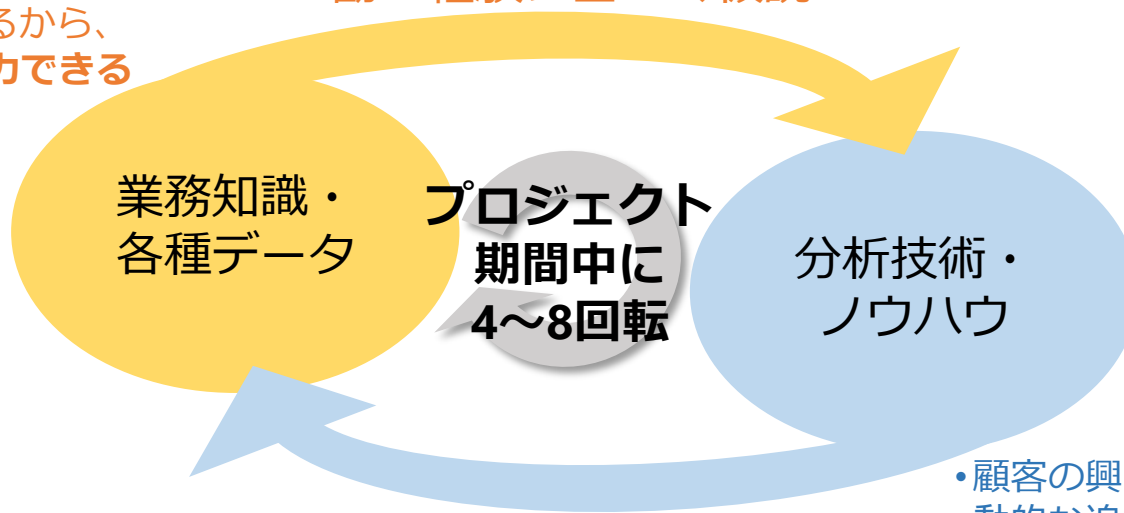 るから、
力できる
業務知識・
各種データ
プロジェクト
期間中に
4～8回転
分析技術・
ノウハウ
•顧客の興